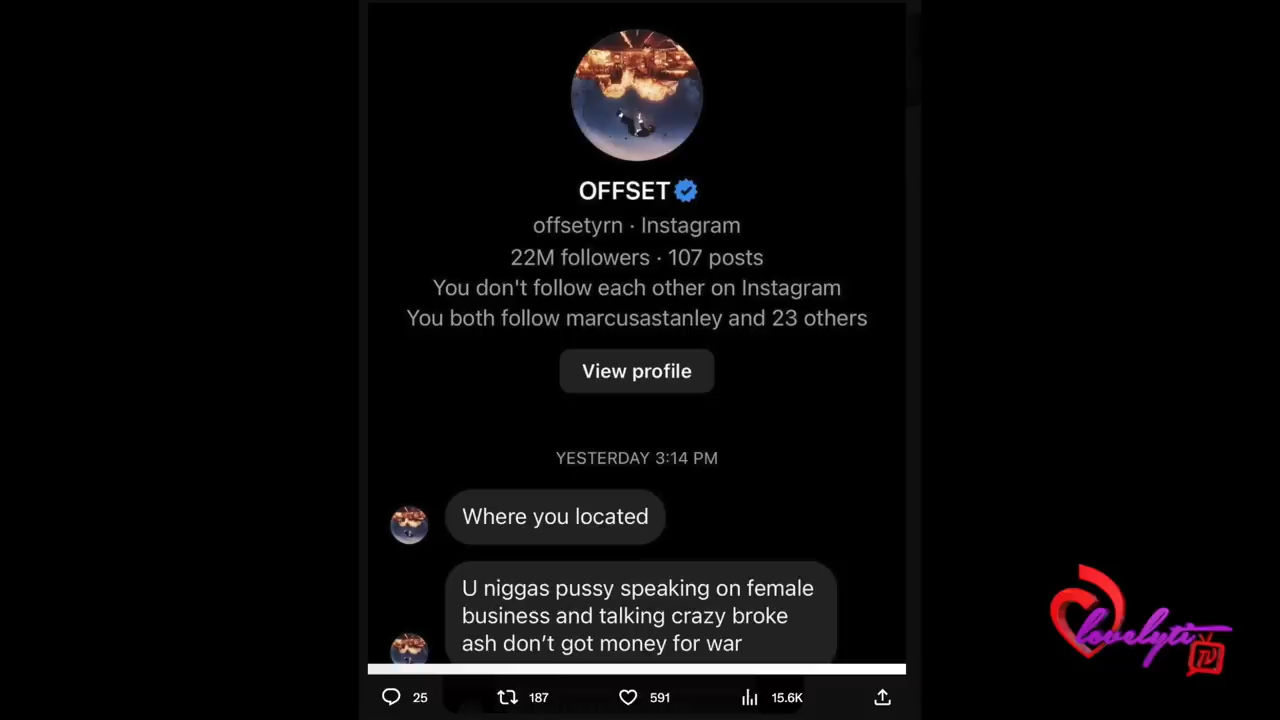 OFFSET
offsetyrn · Instagram
22M followers · 107 posts
You don't follow each other on Instagram
You both follow marcusastanley and 23 others
View profile
YESTERDAY 3:14 PM
Where you located
U niggas pussy speaking on female
business and talking crazy broke
ash don't got money for war
25 187 591 15.6K
lovelyti
TV